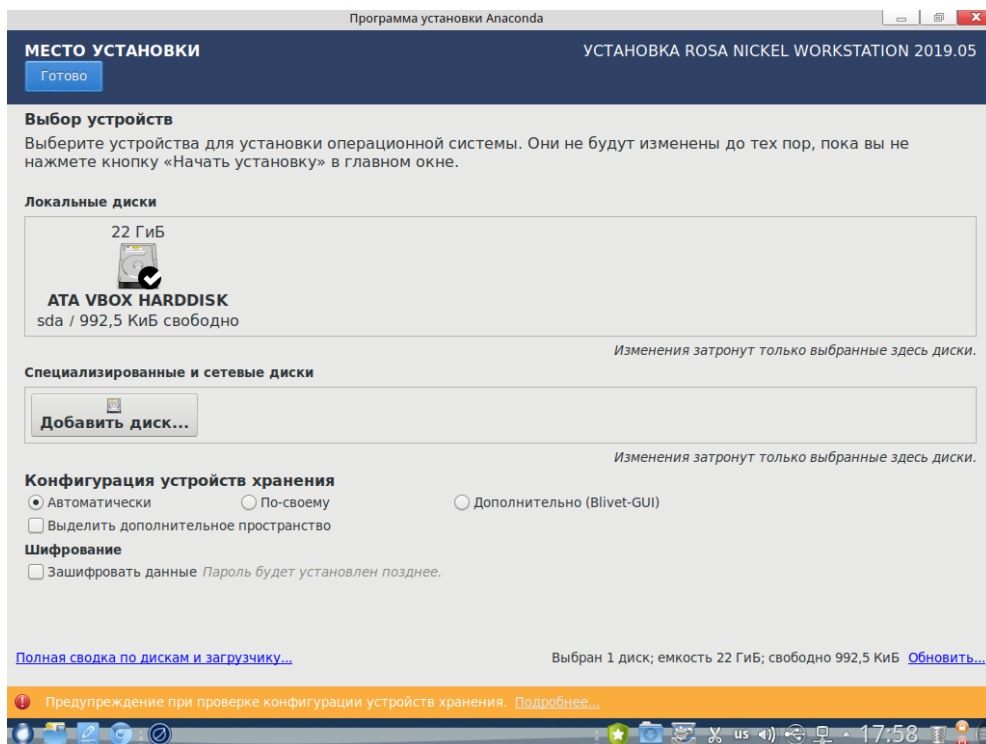 Программа установки Anaconda
МЕСТО УСТАНОВКИ
УСТАНОВКА ROSA NICKEL WORKSTATION 2019.05
Готово
Выбор устройств
Выберите устройства для установки операционной системы. Они не будут изменены до тех пор, пока вы не
нажмете кнопку «Начать установку» в главном окне.
Локальные диски
22 ГиБ
ATA VBOX HARDDISK
sda / 992,5 КиБ свободно
Изменения затронут только выбранные здесь диски.
Специализированные и сетевые диски
Добавить диск...
Изменения затронут только выбранные здесь диски.
Конфигурация устройств хранения
Автоматически
По-своему
Дополнительно (Blivet-GUI)
Выделить дополнительное пространство
Шифрование
Зашифровать данные Пароль будет установлен позднее.
Полная сводка по дискам и загрузчику...
Выбран 1 диск; емкость 22 ГиБ; свободно 992,5 КиБ Обновить...
Предупреждение при проверке конфигурации устройств хранения. Подробнее...
us
17:58